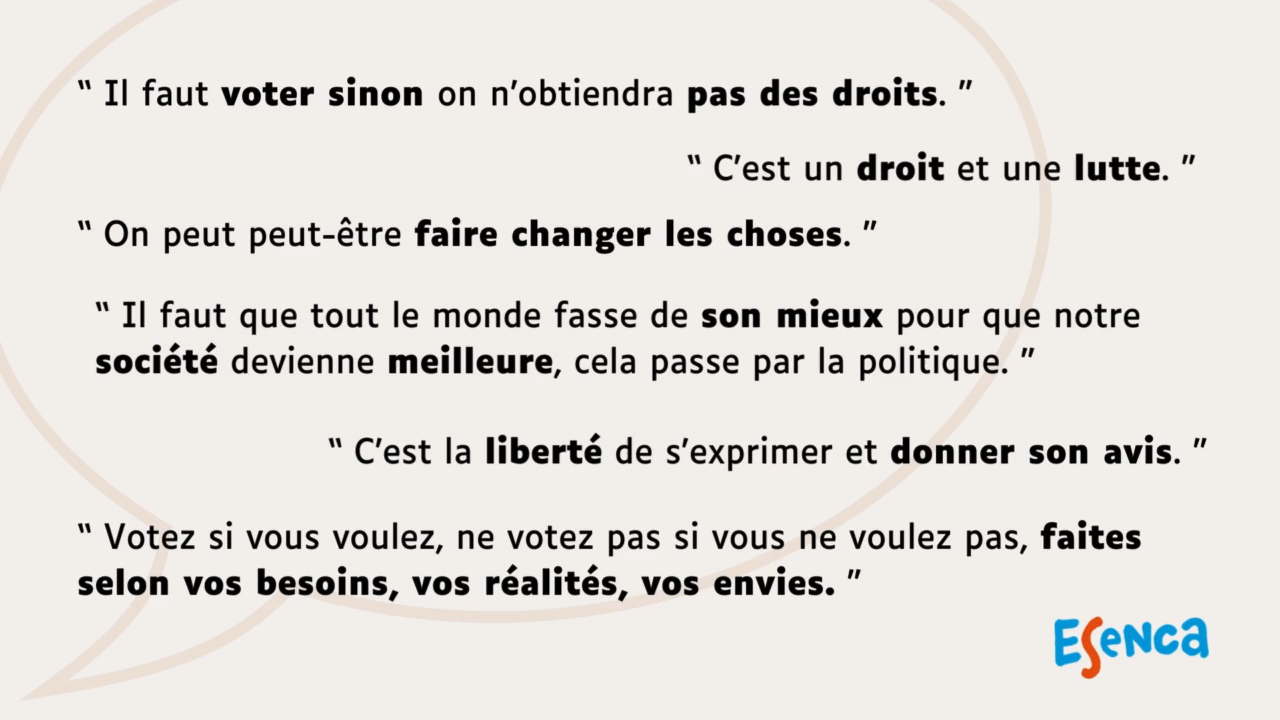 “ Il faut voter sinon on n’obtiendra pas des droits. ”
“ C’est un droit et une lutte. ”
“ On peut peut-être faire changer les choses. ”
“ Il faut que tout le monde fasse de son mieux pour que notre
société devienne meilleure, cela passe par la politique. ”
“ C’est la liberté de s’exprimer et donner son avis. ”
“ Votez si vous voulez, ne votez pas si vous ne voulez pas, faites
selon vos besoins, vos réalités, vos envies. ”
Esenca